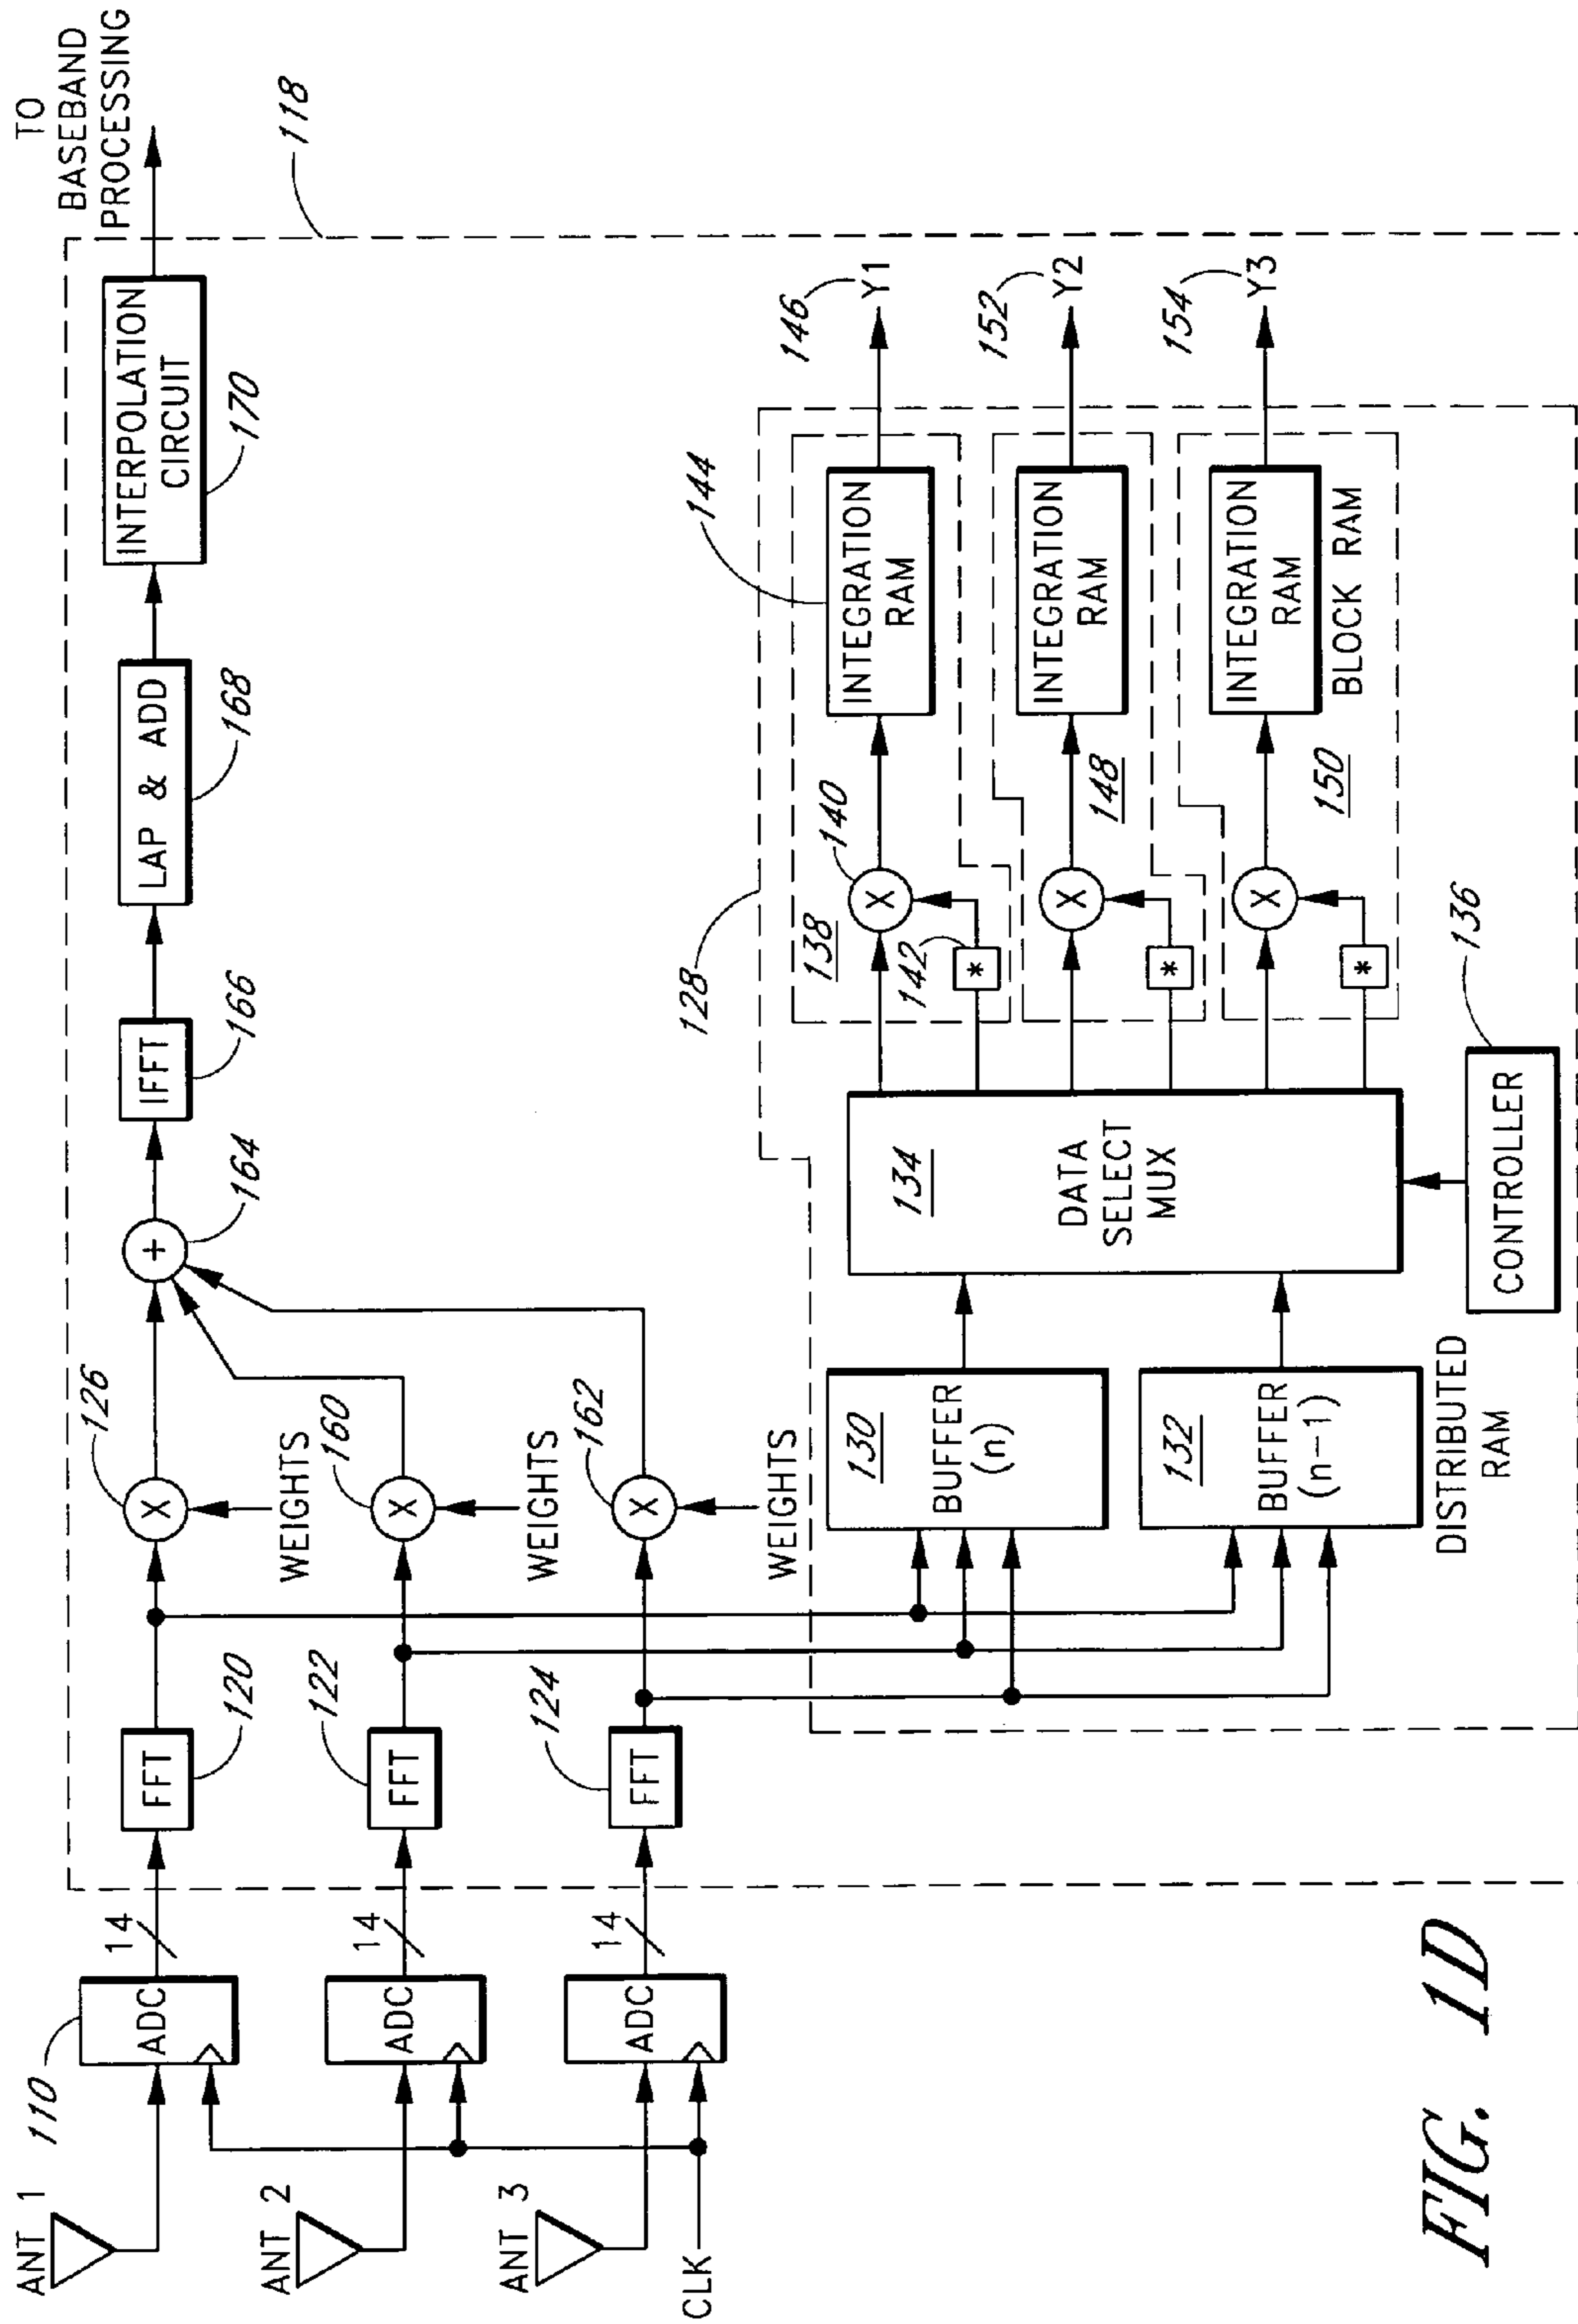 ANT 1
110
ADC
14
FFT
120
126
X
WEIGHTS
+
164
IFFT
166
LAP & ADD
168
INTERPOLATION
CIRCUIT
170
TO
BASEBAND
PROCESSING
118
ANT 2
ADC
14
FFT
122
160
X
WEIGHTS
ANT 3
ADC
14
FFT
124
162
X
WEIGHTS
CLK
128
130
BUFFER
(n)
132
BUFFER
(n-1)
DISTRIBUTED
RAM
134
DATA
SELECT
MUX
CONTROLLER
136
138
140
X
142
*
144
INTEGRATION
RAM
146
Y1
148
X
*
INTEGRATION
RAM
152
Y2
150
X
*
INTEGRATION
RAM
BLOCK RAM
154
Y3
FIG. 1D